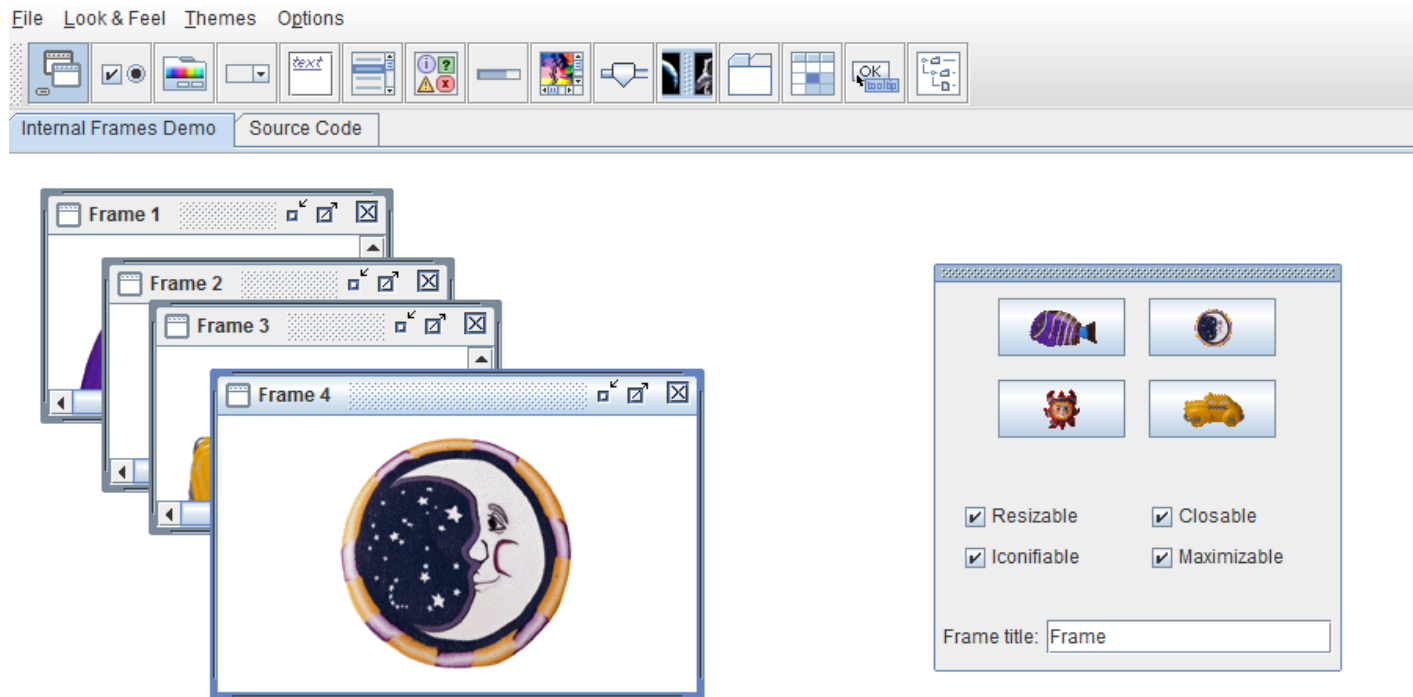 File Look & Feel Themes Options
text
OK
tooltip
Internal Frames Demo Source Code
Frame 1
Frame 2
Frame 3
Frame 4
Resizable Closable
Iconifiable Maximizable
Frame title: Frame